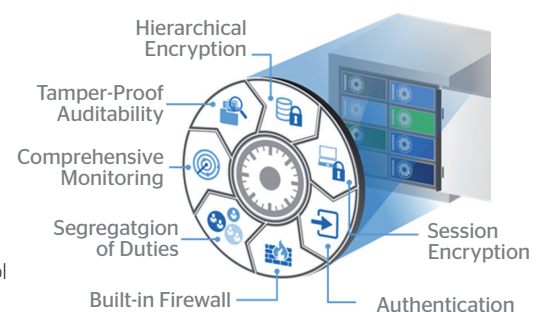 Hierarchical
Encryption
Tamper-Proof
Auditability
Comprehensive
Monitoring
Segregatgion
of Duties
Built-in Firewall
Session
Encryption
Authentication